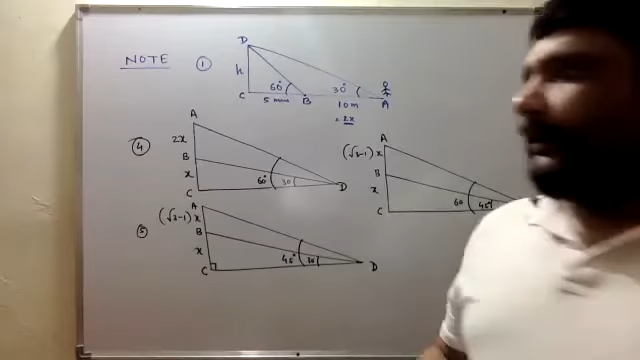 NOTE ① D
h
60°
30°
C 5 min B 10 m A
= 2x
④ A
2x
B
x
C
60° 30
D
A
(√3-1) x
B
x
C
60 45°
⑤ A
(√3-1) x
B
x
C
45° 30
D